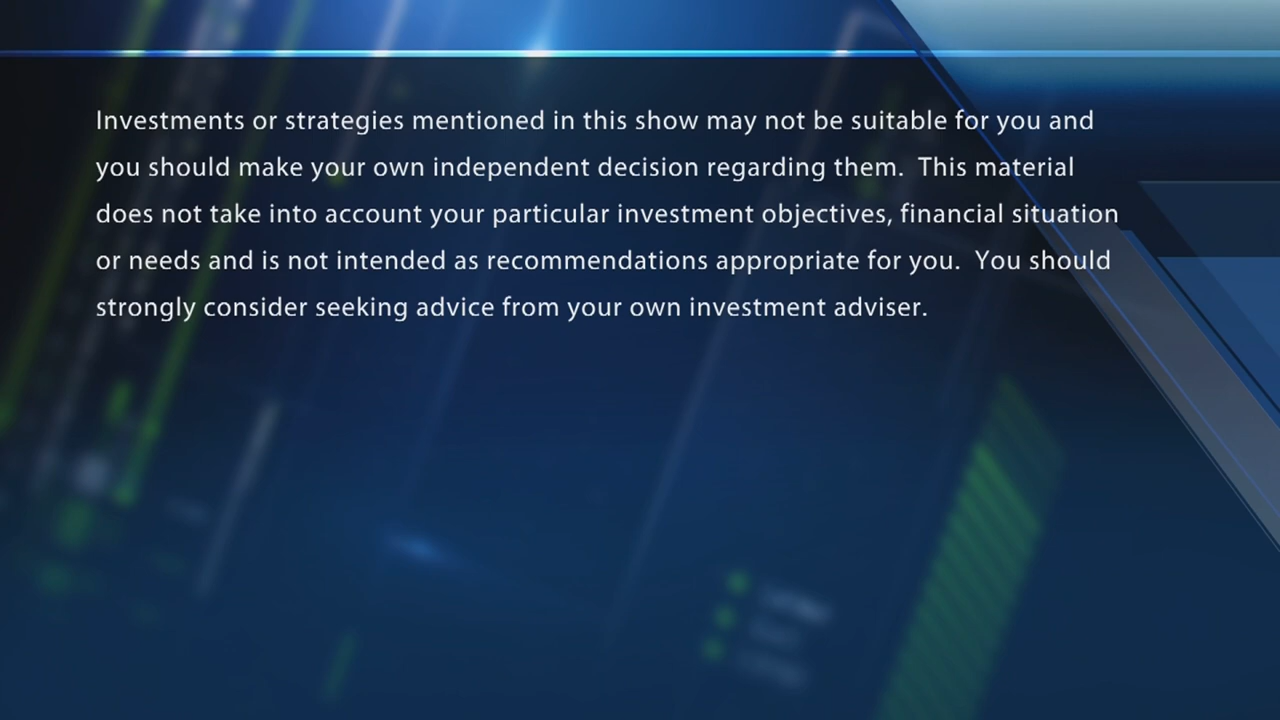 Investments or strategies mentioned in this show may not be suitable for you and
you should make your own independent decision regarding them.  This material
does not take into account your particular investment objectives, financial situation
or needs and is not intended as recommendations appropriate for you.  You should
strongly consider seeking advice from your own investment adviser.